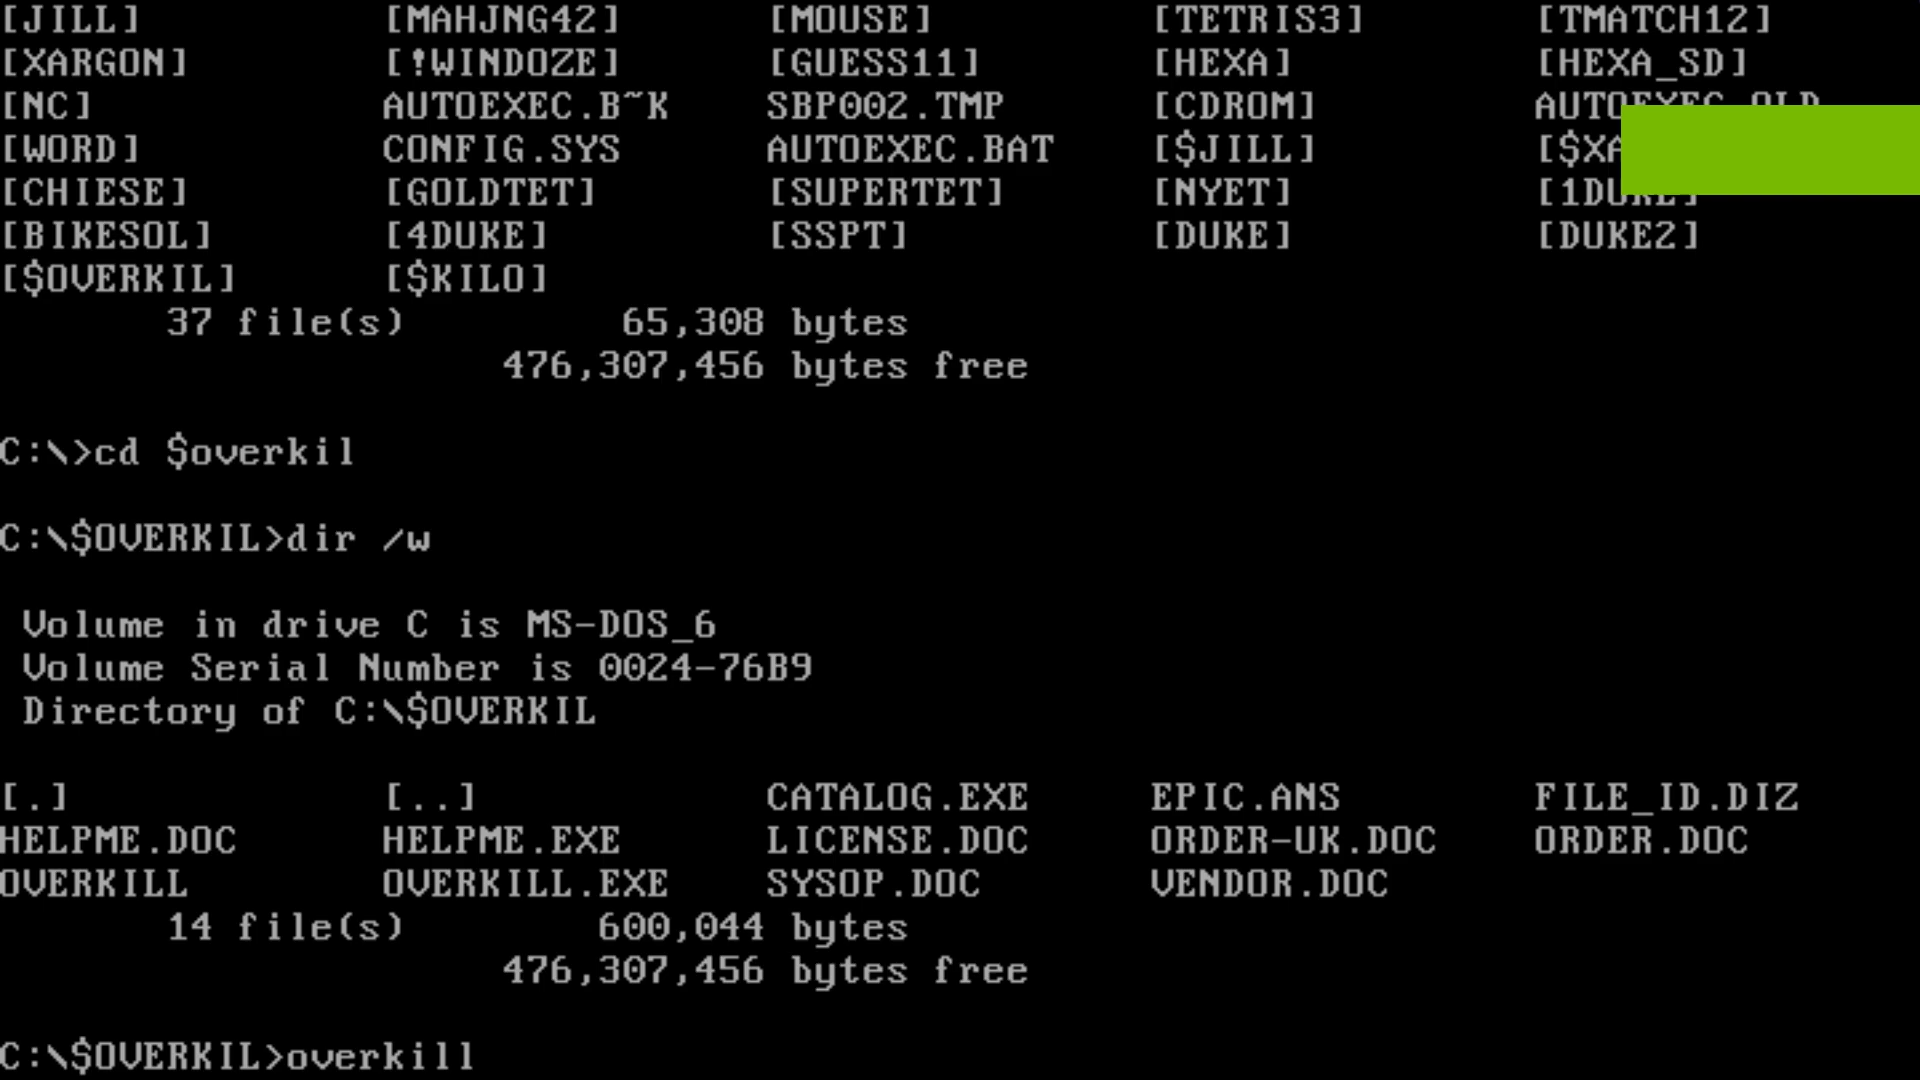 [JILL] [MAHJNG42] [MOUSE] [TETRIS3] [TMATCH12]
[XARGON] [!WINDOZE] [GUESS11] [HEXA] [HEXA_SD]
[NC] AUTOEXEC.B~K SBP002.TMP [CDROM] AUTOEXEC.OLD
[WORD] CONFIG.SYS AUTOEXEC.BAT [$JILL]
[CHIESE] [GOLDTET] [SUPERTET] [NYET] [1DUKE]
[BIKESOL] [4DUKE] [SSPT] [DUKE] [DUKE2]
[$OVERKIL] [$KILO]
37 file(s) 65,308 bytes
476,307,456 bytes free
C:\>cd $overkil
C:\$OVERKIL>dir /w
Volume in drive C is MS-DOS_6
Volume Serial Number is 0024-76B9
Directory of C:\$OVERKIL
[.] [..] CATALOG.EXE EPIC.ANS FILE_ID.DIZ
HELPME.DOC HELPME.EXE LICENSE.DOC ORDER-UK.DOC ORDER.DOC
OVERKILL OVERKILL.EXE SYSOP.DOC VENDOR.DOC
14 file(s) 600,044 bytes
476,307,456 bytes free
C:\$OVERKIL>overkill